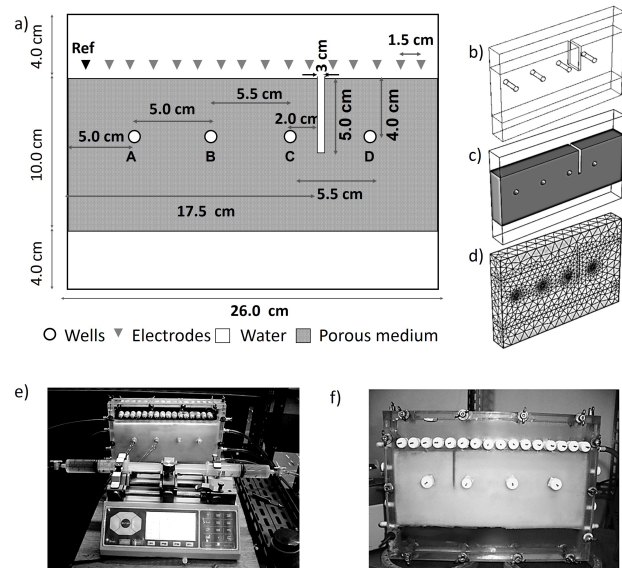 a)
4.0 cm
Ref
3 cm
1.5 cm
5.5 cm
5.0 cm
2.0 cm
5.0 cm
4.0 cm
5.0 cm
10.0 cm
A
B
C
D
5.5 cm
17.5 cm
4.0 cm
26.0 cm
Wells
Electrodes
Water
Porous medium
b)
c)
d)
e)
f)